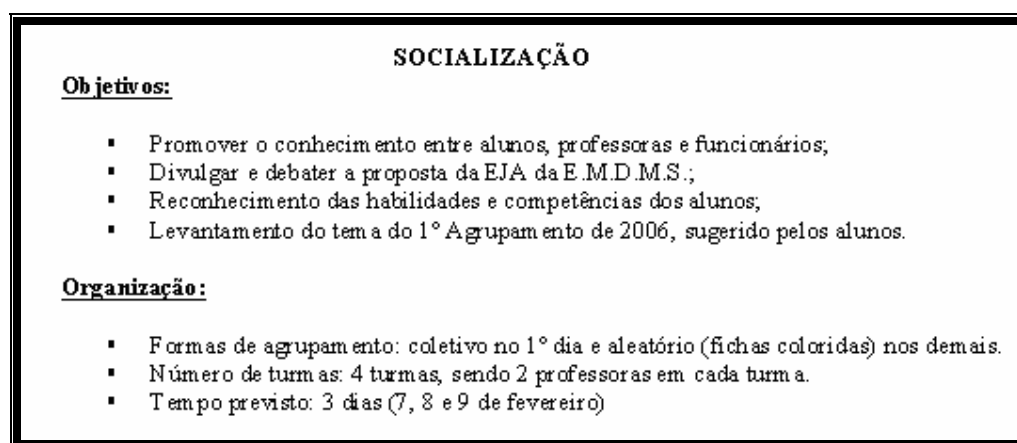 SOCIALIZAÇÃO
Objetivos:
▪ Promover o conhecimento entre alunos, professoras e funcionários;
▪ Divulgar e debater a proposta da EJA da E.M.D.M.S.;
▪ Reconhecimento das habilidades e competências dos alunos;
▪ Levantamento do tema do 1º Agrupamento de 2006, sugerido pelos alunos.
Organização:
▪ Formas de agrupamento: coletivo no 1º dia e aleatório (fichas coloridas) nos demais.
▪ Número de turmas: 4 turmas, sendo 2 professoras em cada turma.
▪ Tempo previsto: 3 dias (7, 8 e 9 de fevereiro)